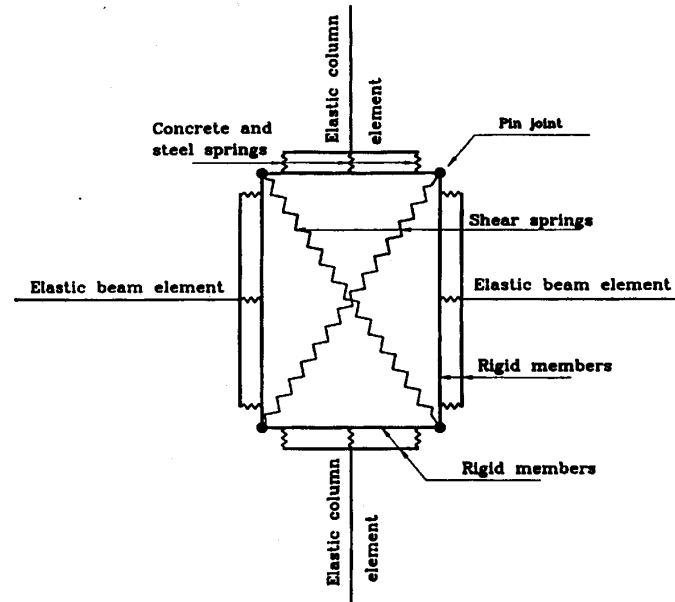 Elastic column
element
Pin joint
Concrete and
steel springs
Shear springs
Elastic beam element
Elastic beam element
Rigid members
Rigid members
Elastic column
element